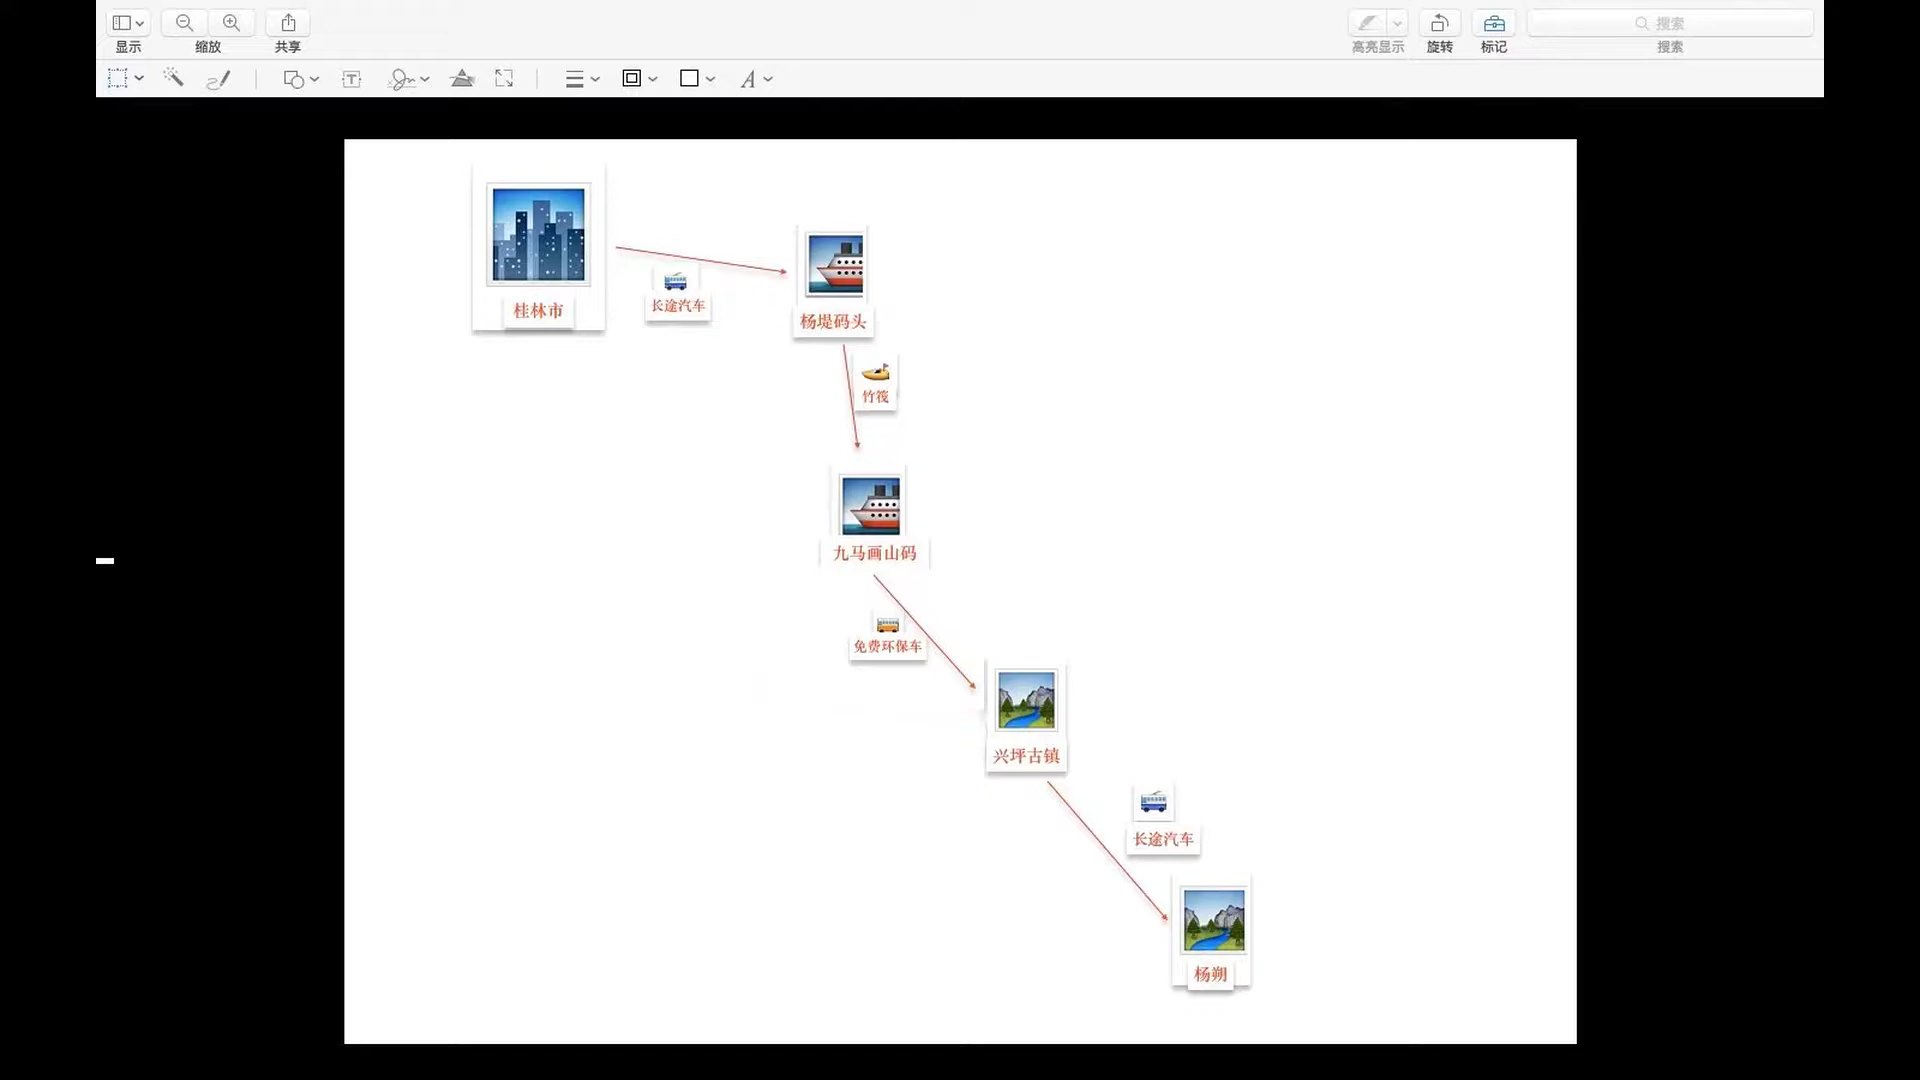 显示
缩放
共享
高亮显示
旋转
标记
搜索
搜索
桂林市
长途汽车
杨堤码头
竹筏
九马画山码
免费环保车
兴坪古镇
长途汽车
杨朔